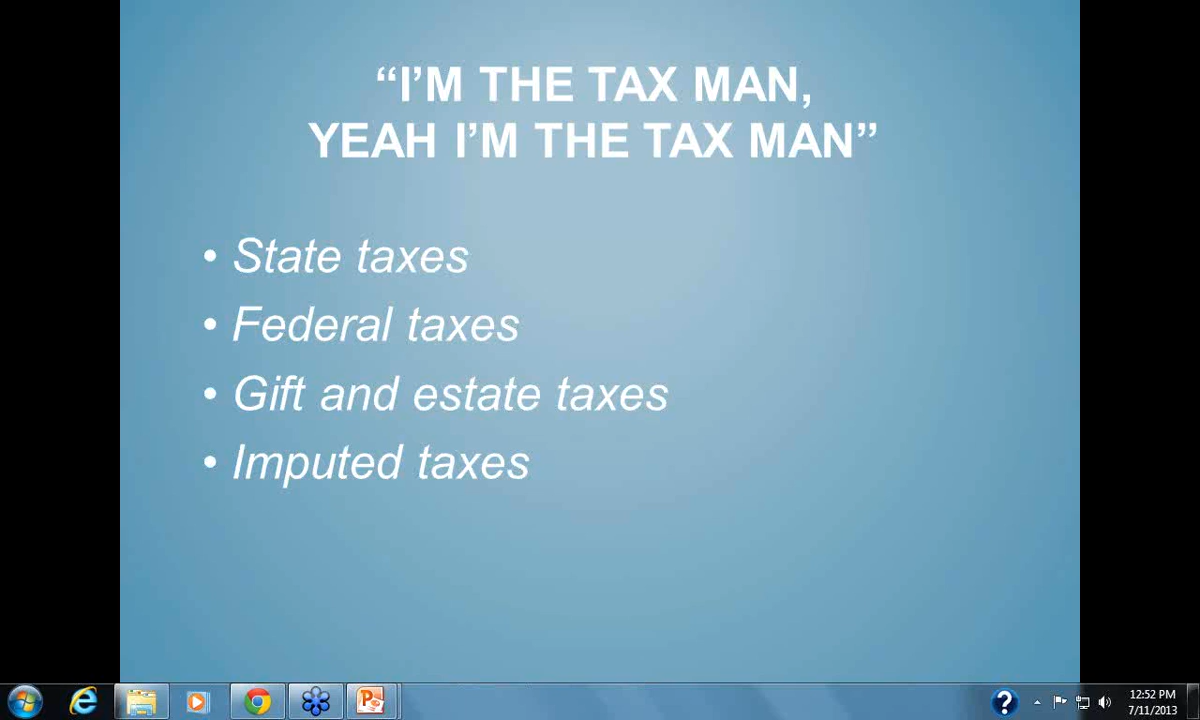 “I’M THE TAX MAN,
YEAH I’M THE TAX MAN”
• State taxes
• Federal taxes
• Gift and estate taxes
• Imputed taxes
12:52 PM
7/11/2013